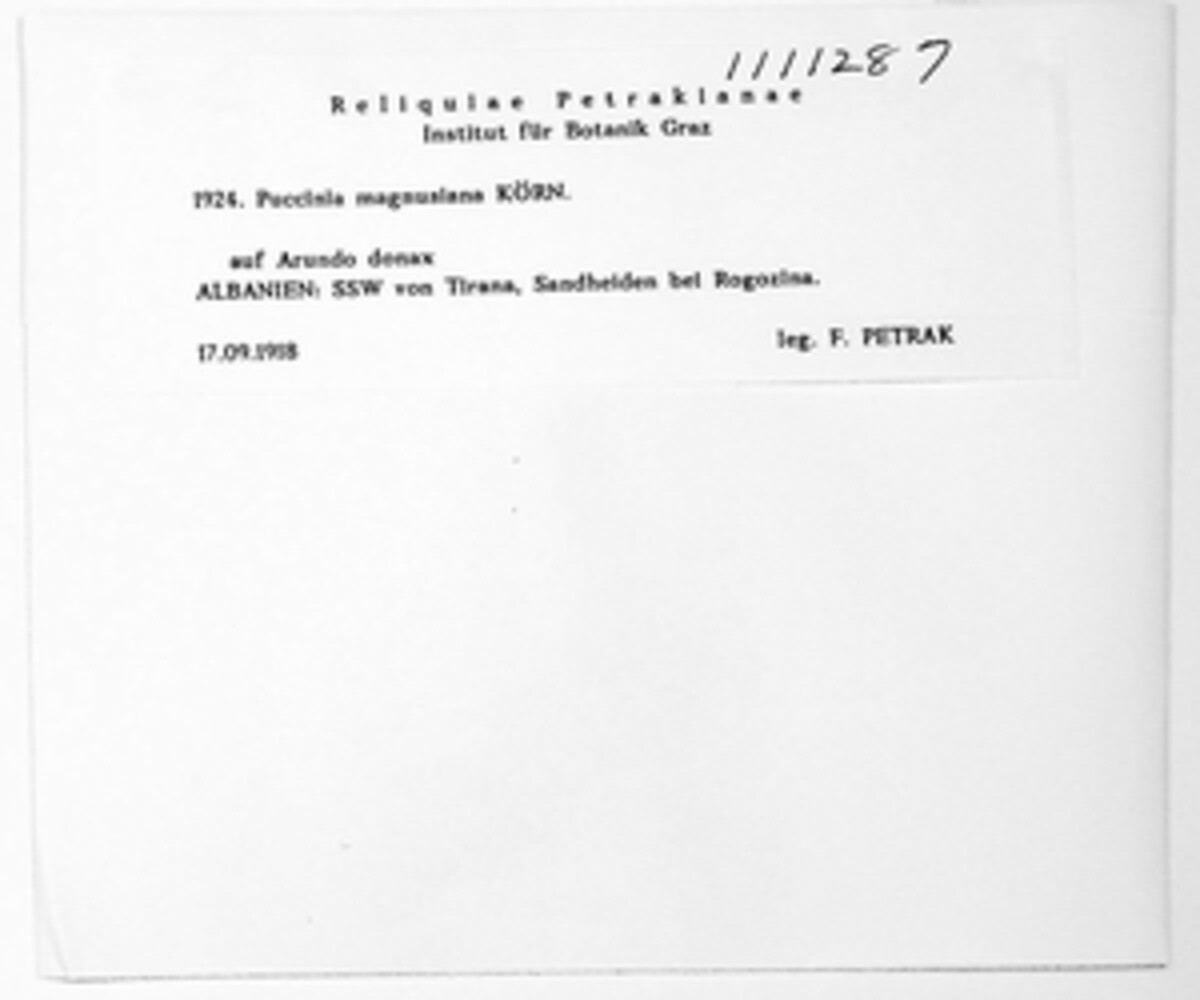 1111287
Reliquiae Petrakianae
Institut für Botanik Graz
1924. Puccinia magnusiana KÖRN.
auf Arundo donax
ALBANIEN: SSW von Tirana, Sandheiden bei Rogozina.
17.09.1918
leg. F. PETRAK